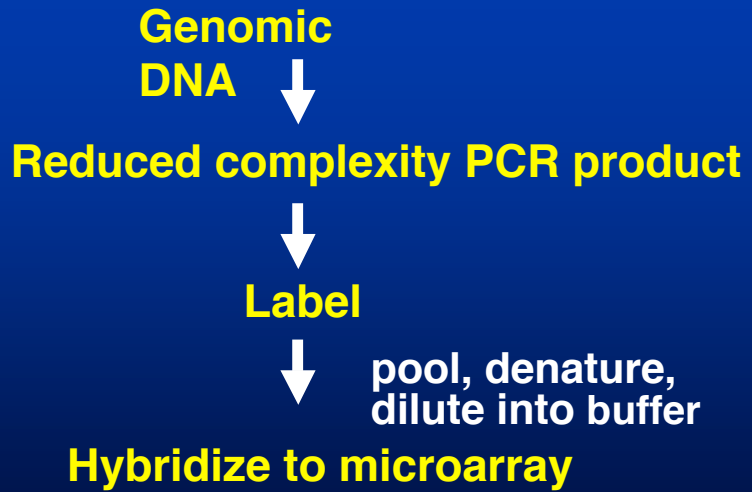 Genomic
DNA
Reduced complexity PCR product
Label
pool, denature,
dilute into buffer
Hybridize to microarray